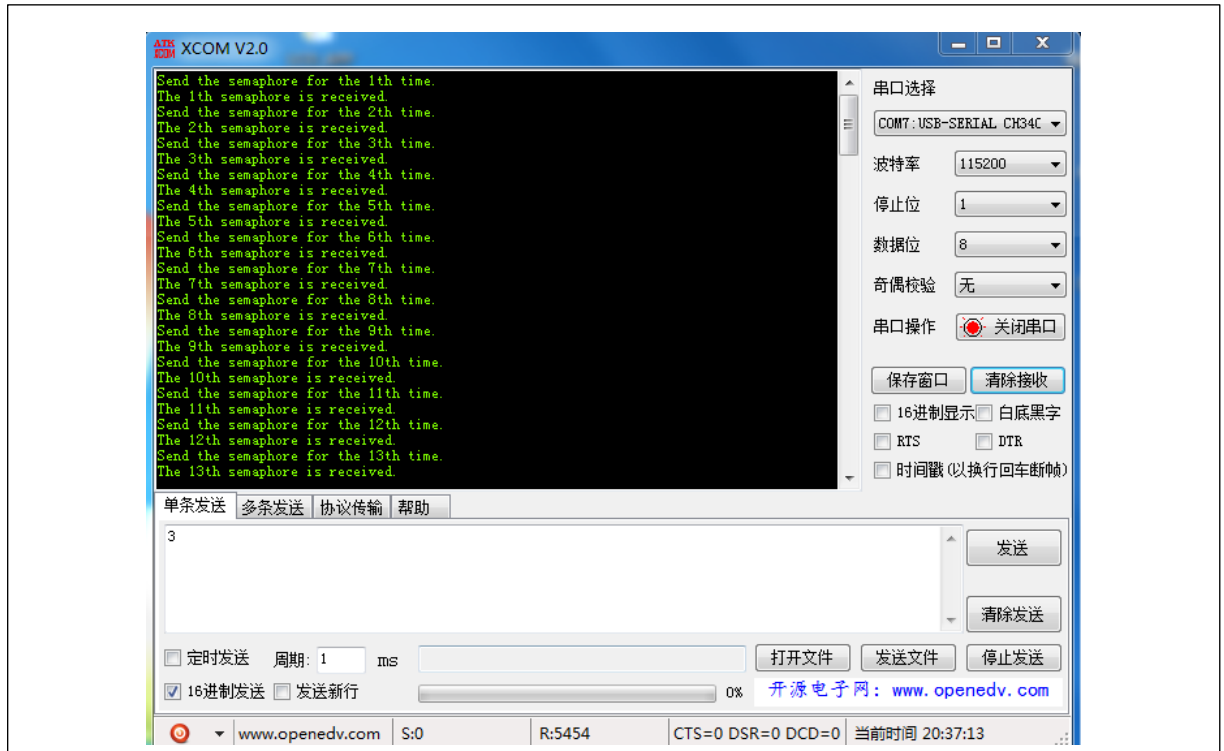 ATK
XCOM XCOM V2.0
Send the semaphore for the 1th time.
The 1th semaphore is received.
Send the semaphore for the 2th time.
The 2th semaphore is received.
Send the semaphore for the 3th time.
The 3th semaphore is received.
Send the semaphore for the 4th time.
The 4th semaphore is received.
Send the semaphore for the 5th time.
The 5th semaphore is received.
Send the semaphore for the 6th time.
The 6th semaphore is received.
Send the semaphore for the 7th time.
The 7th semaphore is received.
Send the semaphore for the 8th time.
The 8th semaphore is received.
Send the semaphore for the 9th time.
The 9th semaphore is received.
Send the semaphore for the 10th time.
The 10th semaphore is received.
Send the semaphore for the 11th time.
The 11th semaphore is received.
Send the semaphore for the 12th time.
The 12th semaphore is received.
Send the semaphore for the 13th time.
The 13th semaphore is received.
串口选择
COM7:USB-SERIAL CH34C
波特率 115200
停止位 1
数据位 8
奇偶校验 无
串口操作 关闭串口
保存窗口 清除接收
16进制显示 白底黑字
RTS DTR
时间戳(以换行回车断帧)
单条发送 多条发送 协议传输 帮助
3
发送
清除发送
定时发送 周期: 1 ms 打开文件 发送文件 停止发送
16进制发送 发送新行 0% 开源电子网: www.openedv.com
www.openedv.com S:0 R:5454 CTS=0 DSR=0 DCD=0 当前时间 20:37:13